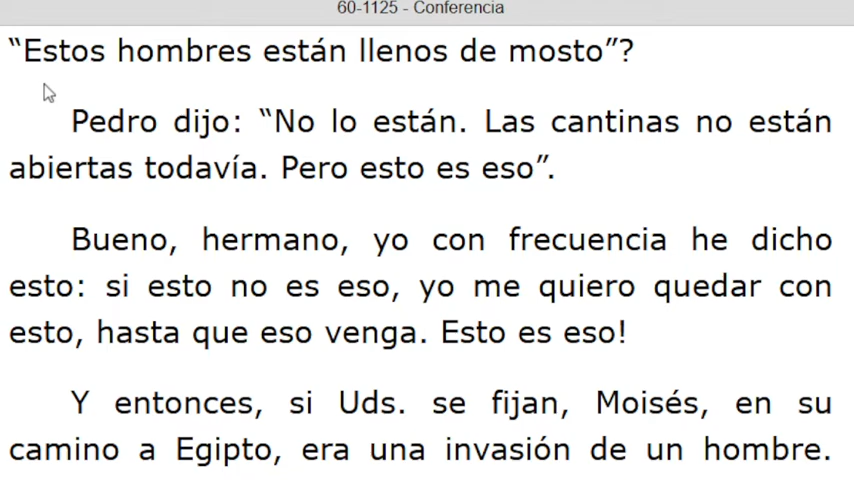 60-1125 - Conferencia
“Estos hombres están llenos de mosto”?
Pedro dijo: “No lo están. Las cantinas no están
abiertas todavía. Pero esto es eso”.
Bueno, hermano, yo con frecuencia he dicho
esto: si esto no es eso, yo me quiero quedar con
esto, hasta que eso venga. Esto es eso!
Y entonces, si Uds. se fijan, Moisés, en su
camino a Egipto, era una invasión de un hombre.